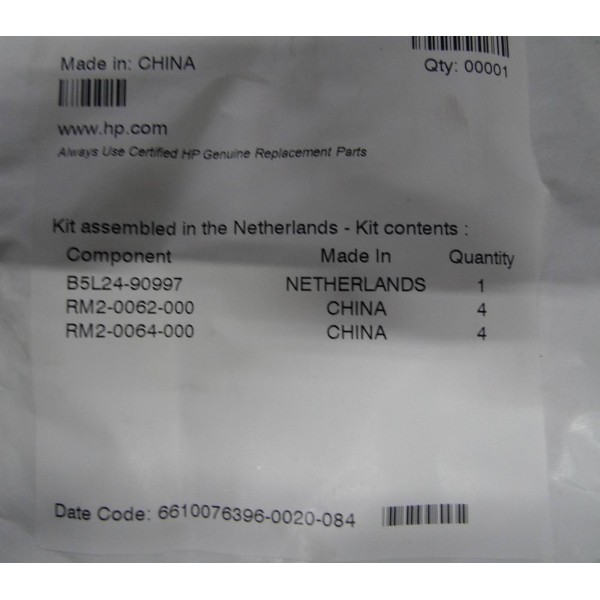 Made in: CHINA
Qty: 00001
www.hp.com
Always Use Certified HP Genuine Replacement Parts
Kit assembled in the Netherlands - Kit contents :
Component Made In Quantity
B5L24-90997 NETHERLANDS 1
RM2-0062-000 CHINA 4
RM2-0064-000 CHINA 4
Date Code: 6610076396-0020-084